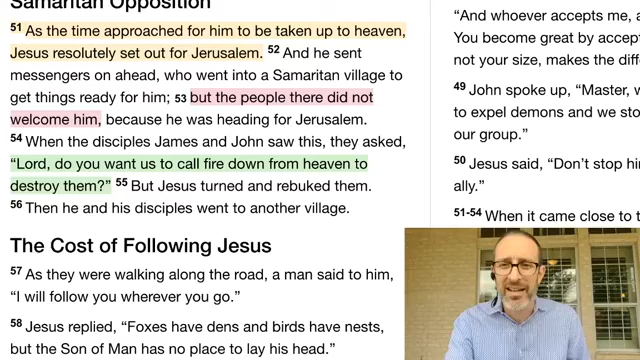 Samaritan Opposition
51 As the time approached for him to be taken up to heaven,
Jesus resolutely set out for Jerusalem. 52 And he sent
messengers on ahead, who went into a Samaritan village to
get things ready for him; 53 but the people there did not
welcome him, because he was heading for Jerusalem.
54 When the disciples James and John saw this, they asked,
“Lord, do you want us to call fire down from heaven to
destroy them?” 55 But Jesus turned and rebuked them.
56 Then he and his disciples went to another village.
The Cost of Following Jesus
57 As they were walking along the road, a man said to him,
“I will follow you wherever you go.”
58 Jesus replied, “Foxes have dens and birds have nests,
but the Son of Man has no place to lay his head.”
“And whoever accepts me, a
You become great by accept
not your size, makes the diff
49 John spoke up, “Master, w
to expel demons and we sto
our group.”
50 Jesus said, “Don’t stop hi
ally.”
51-54 When it came close to t